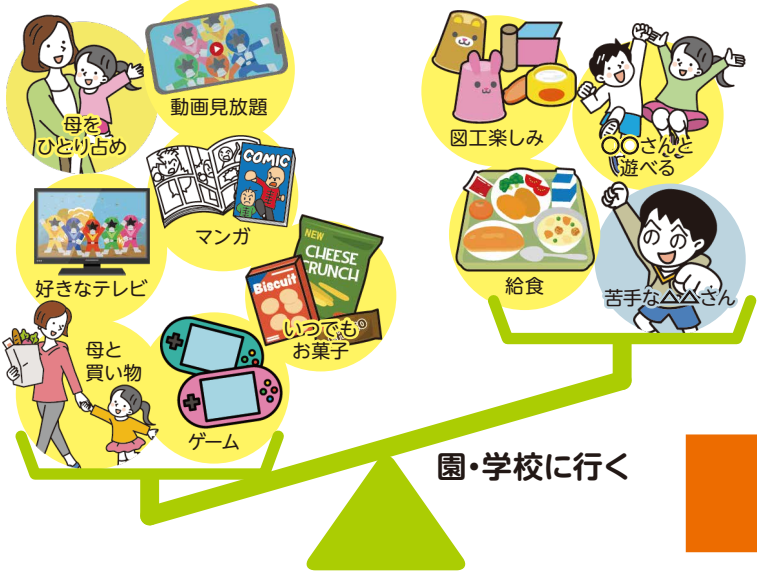 母を
ひとり占め
動画見放題
COMIC
マンガ
好きなテレビ
NEW
CHEESE
CRUNCH
Biscuit
いつでも
お菓子
母と
買い物
ゲーム
図工楽しみ
〇〇さんと
遊べる
給食
苦手な△△さん
園・学校に行く